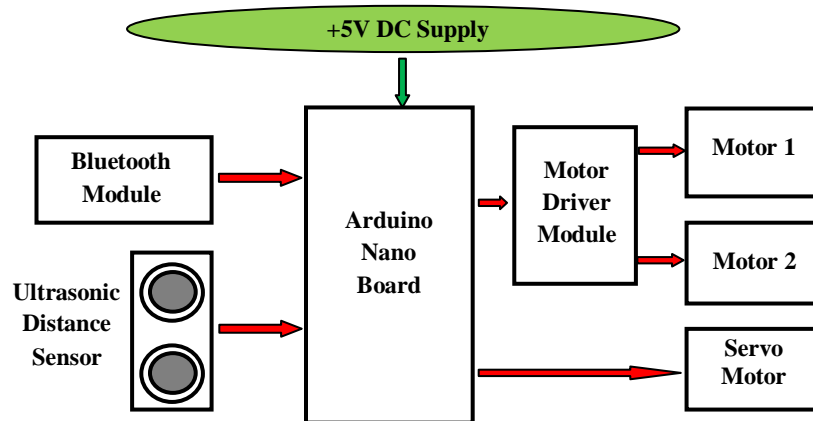 +5V DC Supply
Bluetooth
Module
Ultrasonic
Distance
Sensor
Arduino
Nano
Board
Motor
Driver
Module
Motor 1
Motor 2
Servo
Motor